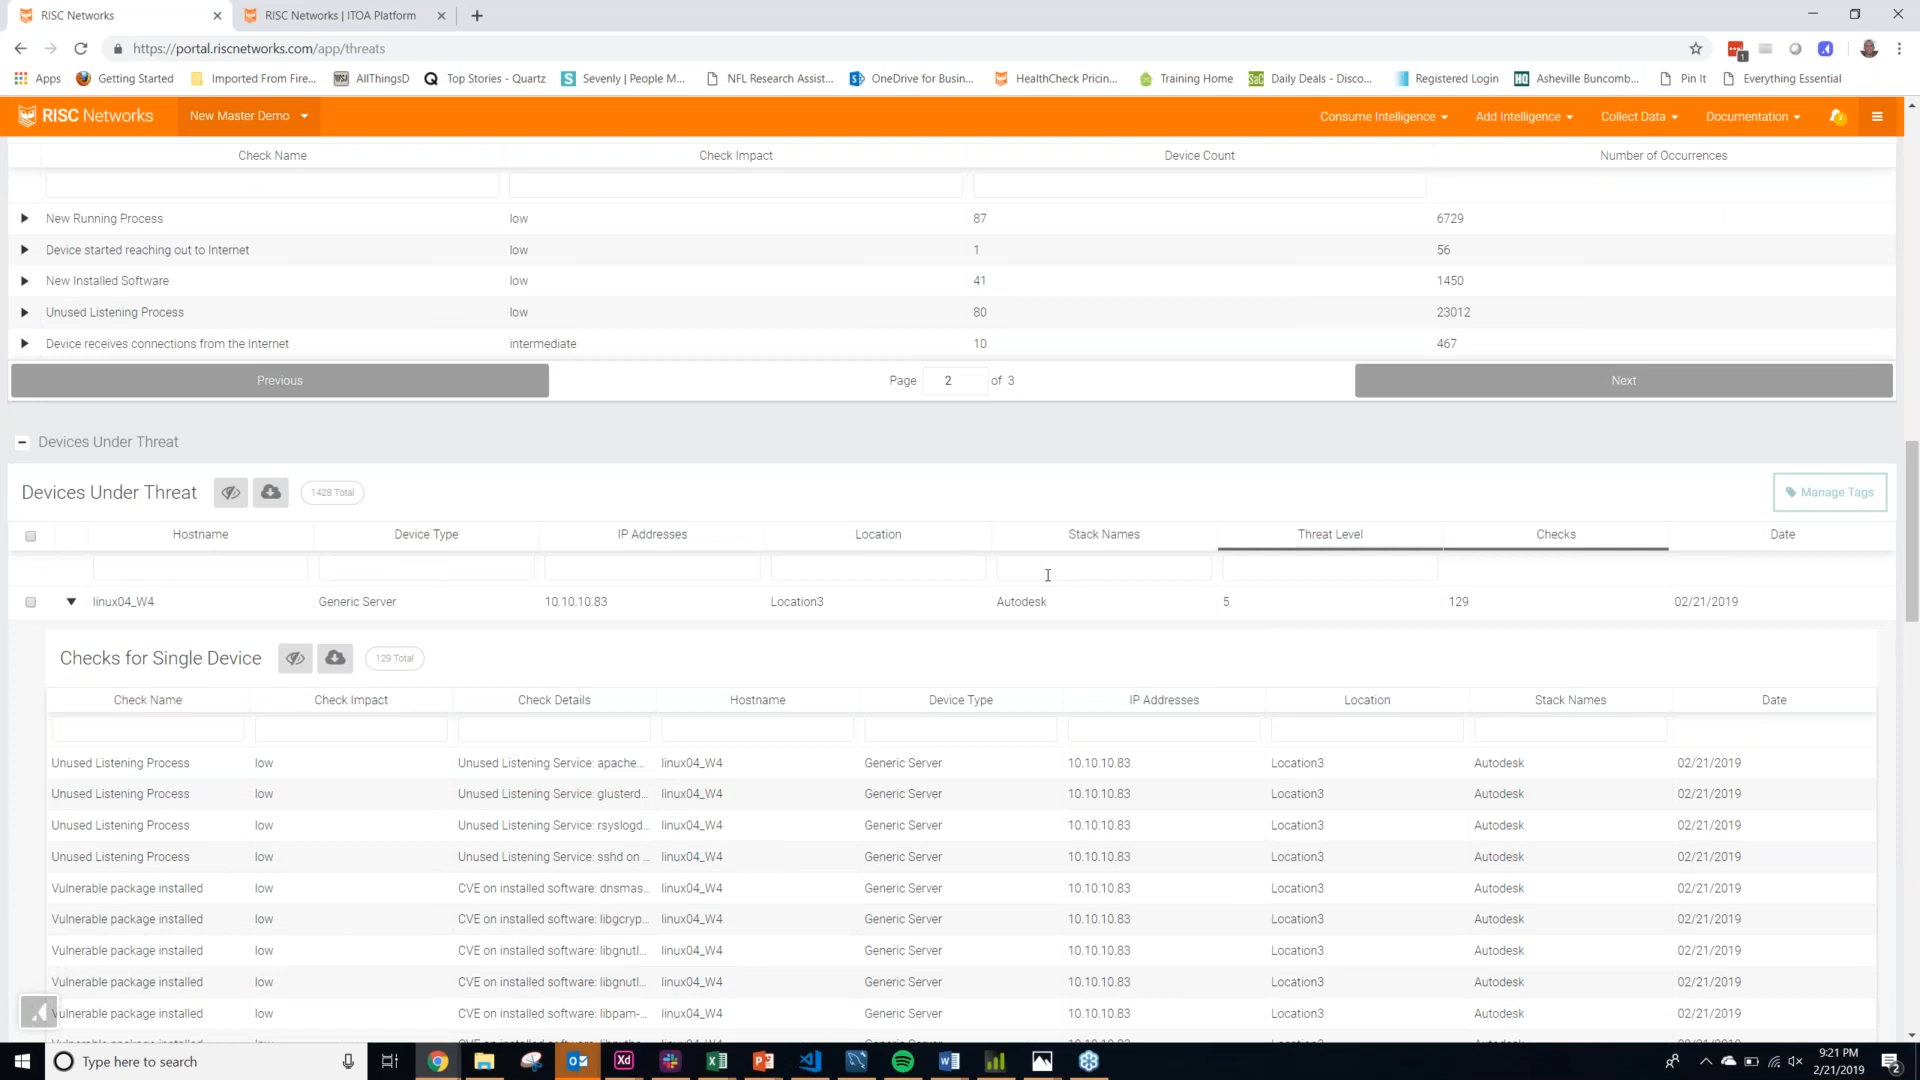 RISC Networks
RISC Networks | ITOA Platform
https://portal.riscnetworks.com/app/threats
Apps Getting Started Imported From Fire... AllThingsD Top Stories - Quartz Sevenly | People M... NFL Research Assist... OneDrive for Busin... HealthCheck Pricin... Training Home Daily Deals - Disco... Registered Login Asheville Buncomb... Pin It Everything Essential
RISC Networks New Master Demo Consume Intelligence Add Intelligence Collect Data Documentation
Check Name Check Impact Device Count Number of Occurrences
New Running Process low 87 6729
Device started reaching out to Internet low 1 56
New Installed Software low 41 1450
Unused Listening Process low 80 23012
Device receives connections from the Internet intermediate 10 467
Previous Page 2 of 3 Next
Devices Under Threat
Devices Under Threat 1428 Total Manage Tags
Hostname Device Type IP Addresses Location Stack Names Threat Level Checks Date
linux04_W4 Generic Server 10.10.10.83 Location3 Autodesk 5 129 02/21/2019
Checks for Single Device 129 Total
Check Name Check Impact Check Details Hostname Device Type IP Addresses Location Stack Names Date
Unused Listening Process low Unused Listening Service: apache... linux04_W4 Generic Server 10.10.10.83 Location3 Autodesk 02/21/2019
Unused Listening Process low Unused Listening Service: glusterd... linux04_W4 Generic Server 10.10.10.83 Location3 Autodesk 02/21/2019
Unused Listening Process low Unused Listening Service: rsyslogd... linux04_W4 Generic Server 10.10.10.83 Location3 Autodesk 02/21/2019
Unused Listening Process low Unused Listening Service: sshd on ... linux04_W4 Generic Server 10.10.10.83 Location3 Autodesk 02/21/2019
Vulnerable package installed low CVE on installed software: dnsmas... linux04_W4 Generic Server 10.10.10.83 Location3 Autodesk 02/21/2019
Vulnerable package installed low CVE on installed software: libgcryp... linux04_W4 Generic Server 10.10.10.83 Location3 Autodesk 02/21/2019
Vulnerable package installed low CVE on installed software: libgnutl... linux04_W4 Generic Server 10.10.10.83 Location3 Autodesk 02/21/2019
Vulnerable package installed low CVE on installed software: libgnutl... linux04_W4 Generic Server 10.10.10.83 Location3 Autodesk 02/21/2019
Vulnerable package installed low CVE on installed software: libpam-... linux04_W4 Generic Server 10.10.10.83 Location3 Autodesk 02/21/2019
Type here to search 9:21 PM
2/21/2019